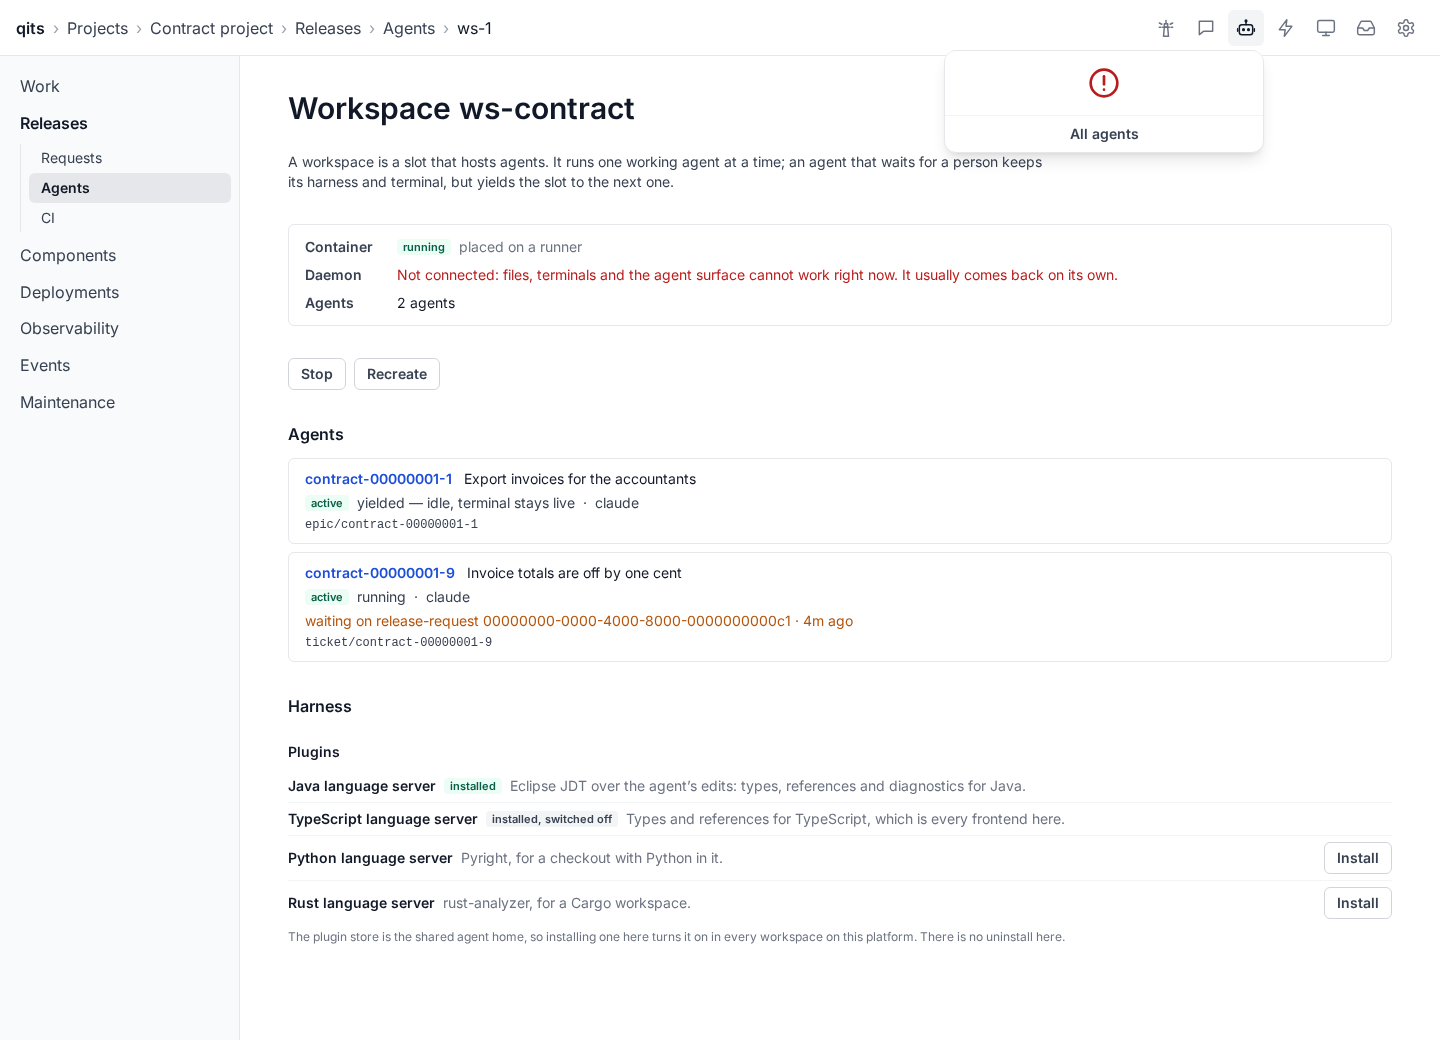 qits › Projects › Contract project › Releases › Agents › ws-1
All agents
Work
Releases
Requests
Agents
CI
Components
Deployments
Observability
Events
Maintenance
Workspace ws-contract
A workspace is a slot that hosts agents. It runs one working agent at a time; an agent that waits for a person keeps
its harness and terminal, but yields the slot to the next one.
Container running placed on a runner
Daemon Not connected: files, terminals and the agent surface cannot work right now. It usually comes back on its own.
Agents 2 agents
Stop Recreate
Agents
contract-00000001-1 Export invoices for the accountants
active yielded — idle, terminal stays live · claude
epic/contract-00000001-1
contract-00000001-9 Invoice totals are off by one cent
active running · claude
waiting on release-request 00000000-0000-4000-8000-0000000000c1 · 4m ago
ticket/contract-00000001-9
Harness
Plugins
Java language server installed Eclipse JDT over the agent’s edits: types, references and diagnostics for Java.
TypeScript language server installed, switched off Types and references for TypeScript, which is every frontend here.
Python language server Pyright, for a checkout with Python in it. Install
Rust language server rust-analyzer, for a Cargo workspace. Install
The plugin store is the shared agent home, so installing one here turns it on in every workspace on this platform. There is no uninstall here.